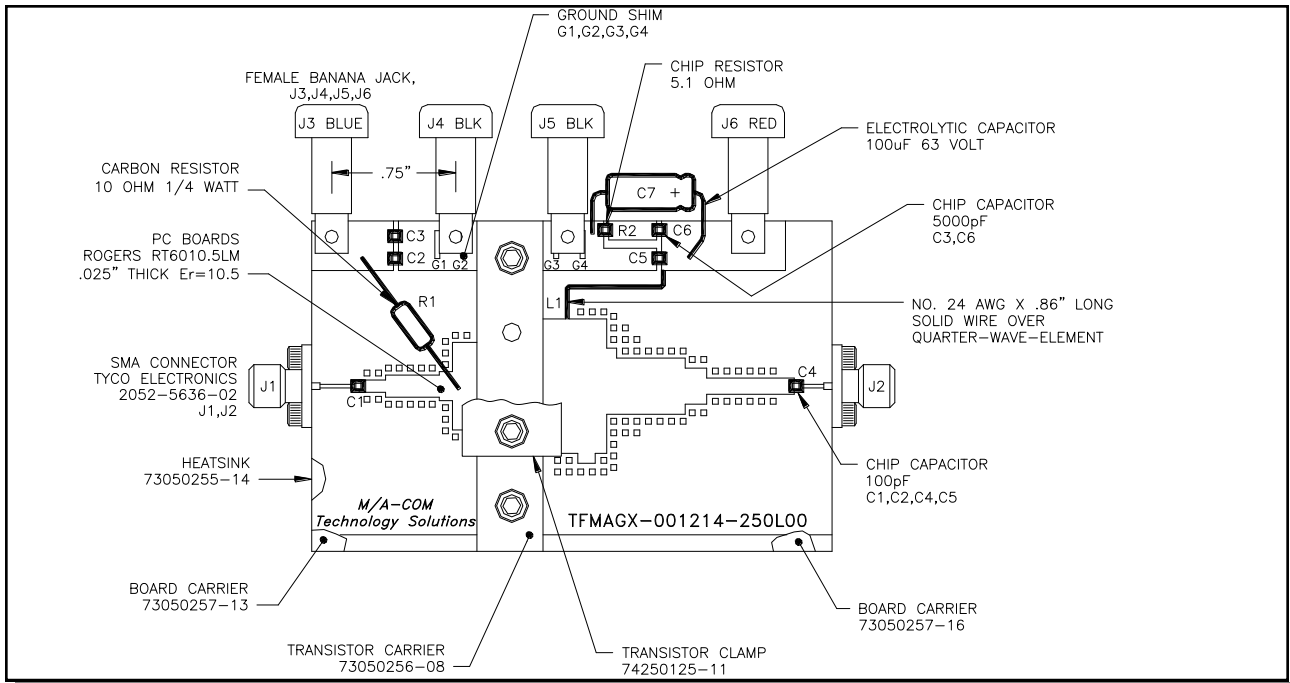 GROUND SHIM
G1,G2,G3,G4
CHIP RESISTOR
5.1 OHM
FEMALE BANANA JACK,
J3,J4,J5,J6
J3 BLUE
J4 BLK
J5 BLK
J6 RED
ELECTROLYTIC CAPACITOR
100uF 63 VOLT
CARBON RESISTOR
10 OHM 1/4 WATT
.75"
C7 +
CHIP CAPACITOR
5000pF
C3,C6
PC BOARDS
ROGERS RT6010.5LM
.025" THICK Er=10.5
C3
C2
G1 G2
R2
C6
C5
G3 G4
R1
L1
NO. 24 AWG X .86" LONG
SOLID WIRE OVER
QUARTER-WAVE-ELEMENT
SMA CONNECTOR
TYCO ELECTRONICS
2052-5636-02
J1,J2
J1
C1
C4
J2
HEATSINK
73050255-14
CHIP CAPACITOR
100pF
C1,C2,C4,C5
M/A-COM
Technology Solutions
TFMAGX-001214-250L00
BOARD CARRIER
73050257-13
BOARD CARRIER
73050257-16
TRANSISTOR CARRIER
73050256-08
TRANSISTOR CLAMP
74250125-11